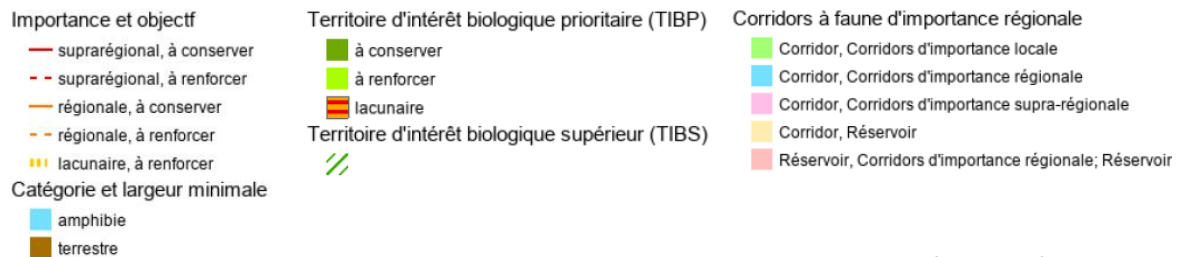 Importance et objectf
suprarégional, à conserver
suprarégional, à renforcer
régionale, à conserver
régionale, à renforcer
lacunaire, à renforcer
Catégorie et largeur minimale
amphibie
terrestre
Territoire d'intérêt biologique prioritaire (TIBP)
à conserver
à renforcer
lacunaire
Territoire d'intérêt biologique supérieur (TIBS)
Corridors à faune d'importance régionale
Corridor, Corridors d'importance locale
Corridor, Corridors d'importance régionale
Corridor, Corridors d'importance supra-régionale
Corridor, Réservoir
Réservoir, Corridors d'importance régionale; Réservoir